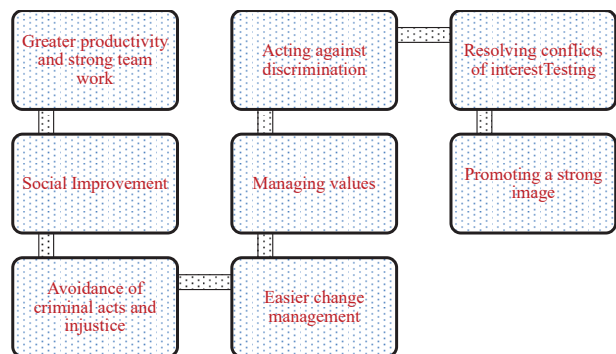 Greater productivity
and strong team
work
Social Improvement
Avoidance of
criminal acts and
injustice
Easier change
management
Managing values
Acting against
discrimination
Resolving conflicts
of interestTesting
Promoting a strong
image